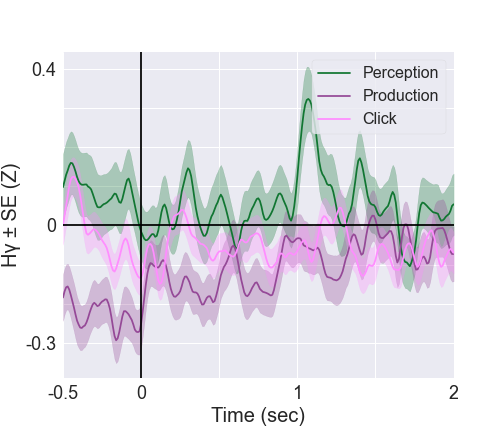 Hγ ± SE (Z)
0.4
0
-0.3
Perception
Production
Click
-0.5
0
1
2
Time (sec)